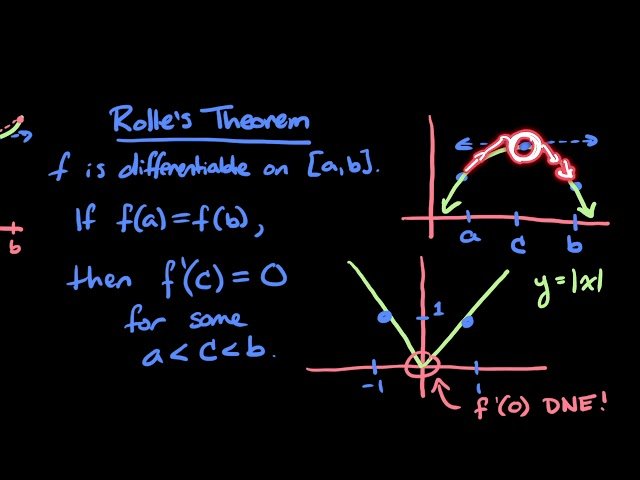 Rolle's Theorem
f is differentiable on [a,b].
If f(a)=f(b),
then f'(c)=0
for some
a<c<b.
b
a c b
y=|x|
1
-1 1
f'(0) DNE!